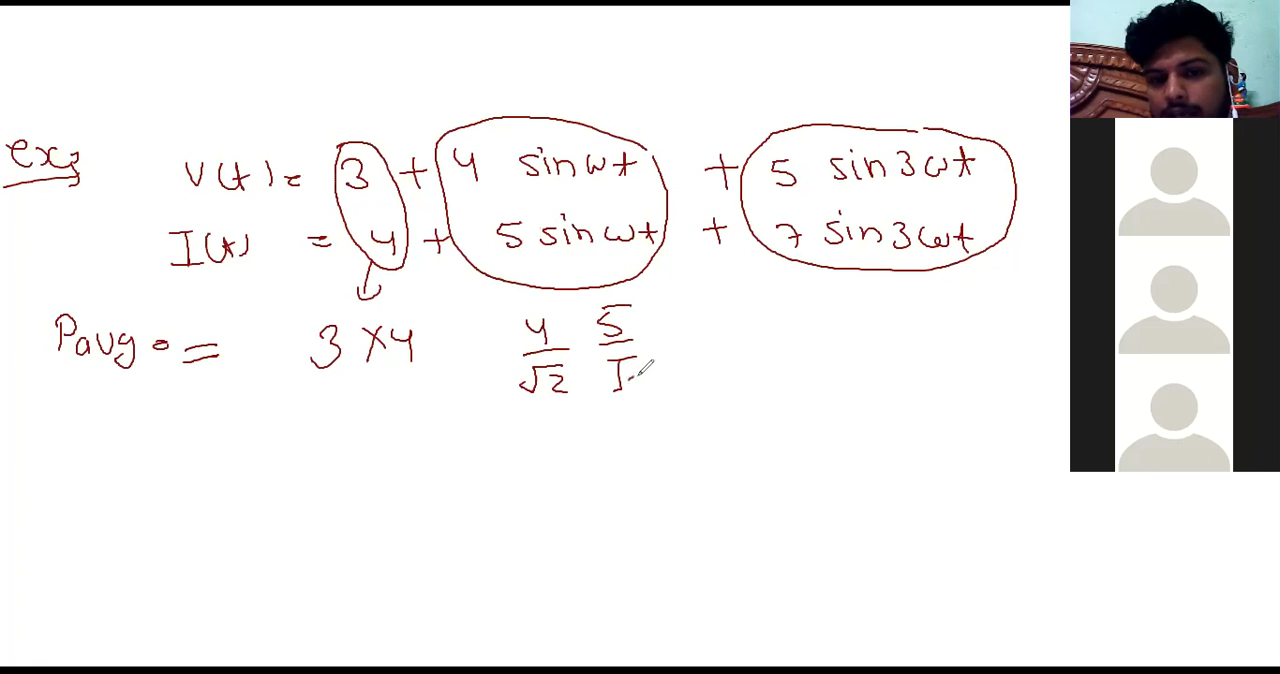 ex:
V(t) = 3 + 4 sinωt + 5 sin3ωt
I(t) = 4 + 5 sinωt + 7 sin3ωt
Pavg. = 3 × 4 4/√2 5/